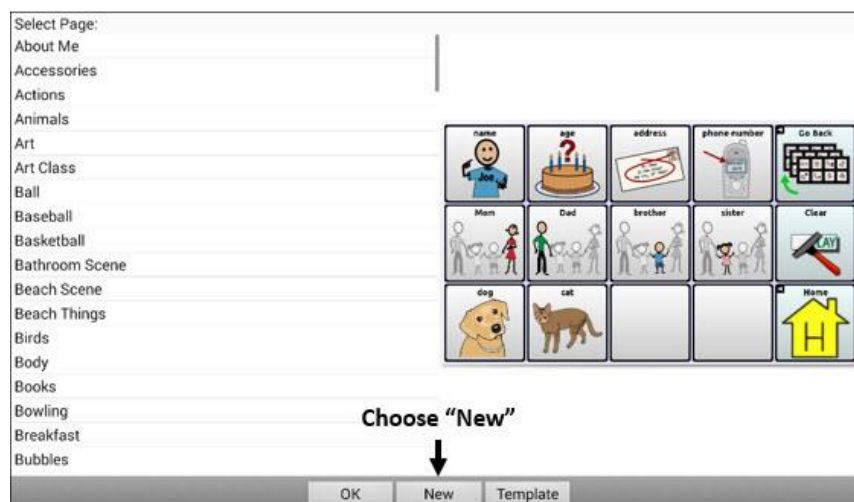 Select Page:
About Me
Accessories
Actions
Animals
Art
Art Class
Ball
Baseball
Basketball
Bathroom Scene
Beach Scene
Beach Things
Birds
Body
Books
Bowling
Breakfast
Bubbles
name age address phone number Go Back
Joe
Mom Dad brother sister Clear
LAY
dog cat Home
H
Choose “New”
OK New Template